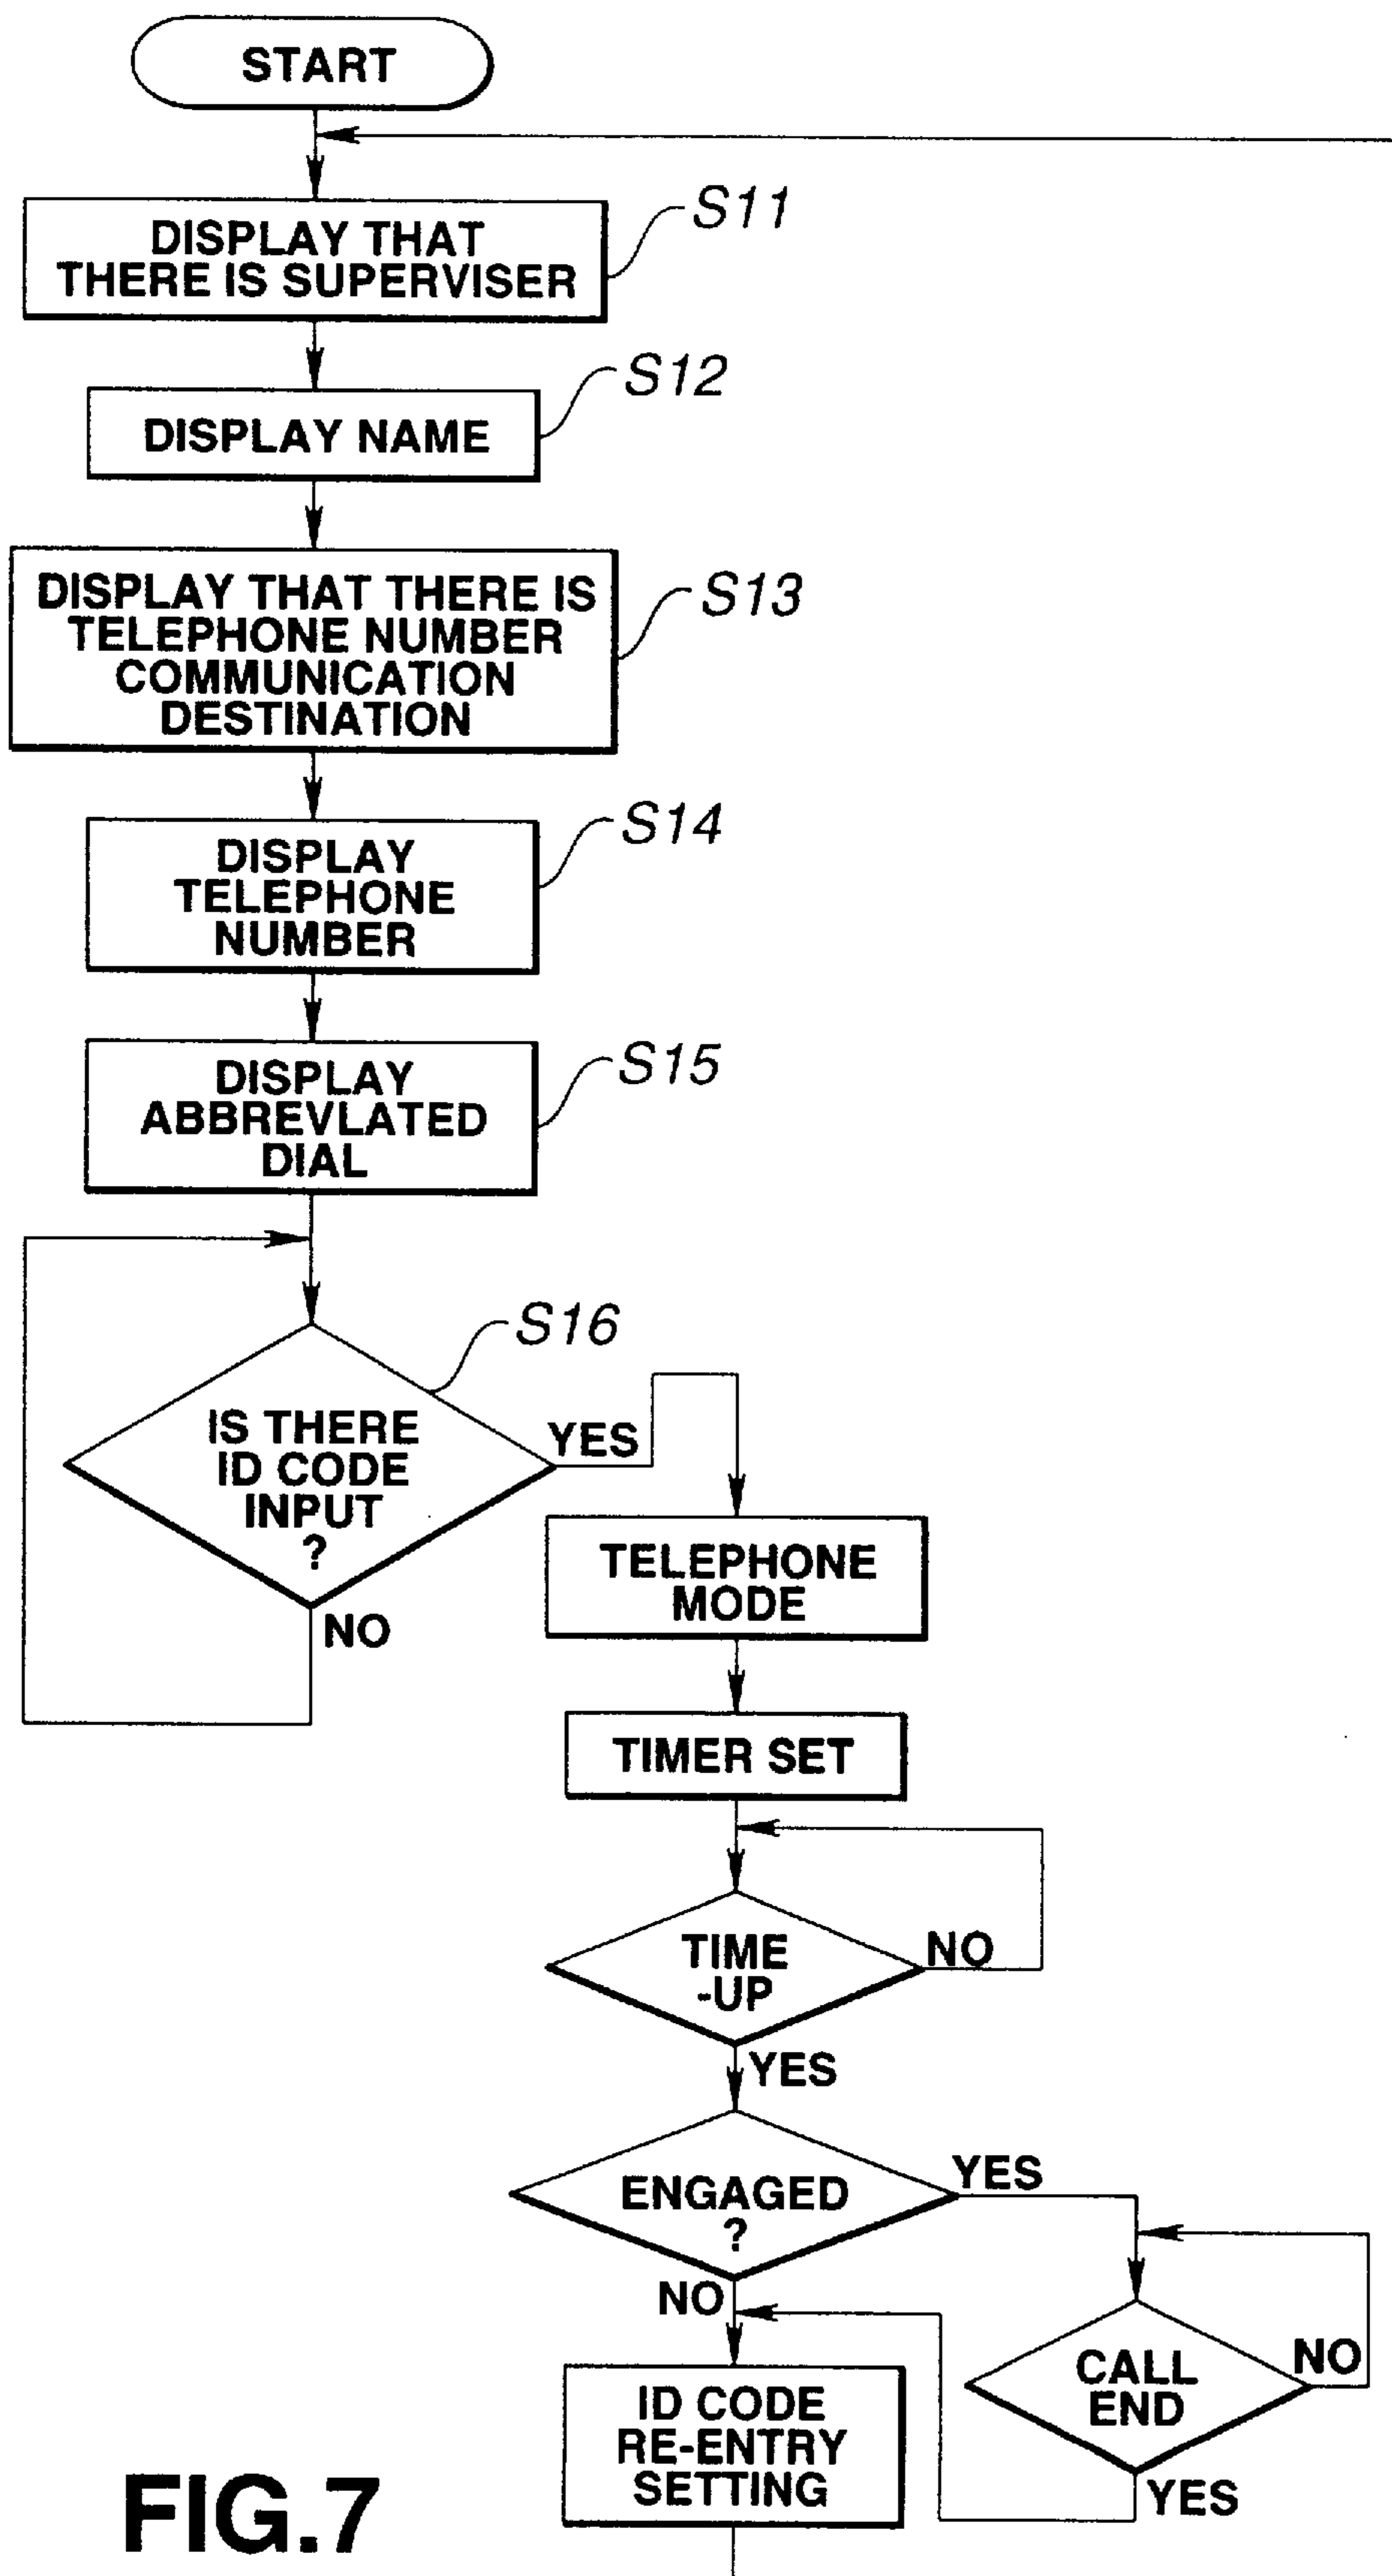 START
DISPLAY THAT
THERE IS SUPERVISER
S11
DISPLAY NAME
S12
DISPLAY THAT THERE IS
TELEPHONE NUMBER
COMMUNICATION
DESTINATION
S13
DISPLAY
TELEPHONE
NUMBER
S14
DISPLAY
ABBREVLATED
DIAL
S15
IS THERE
ID CODE
INPUT
?
S16
YES
NO
TELEPHONE
MODE
TIMER SET
TIME
-UP
NO
YES
ENGAGED
?
YES
NO
CALL
END
NO
YES
ID CODE
RE-ENTRY
SETTING
FIG.7